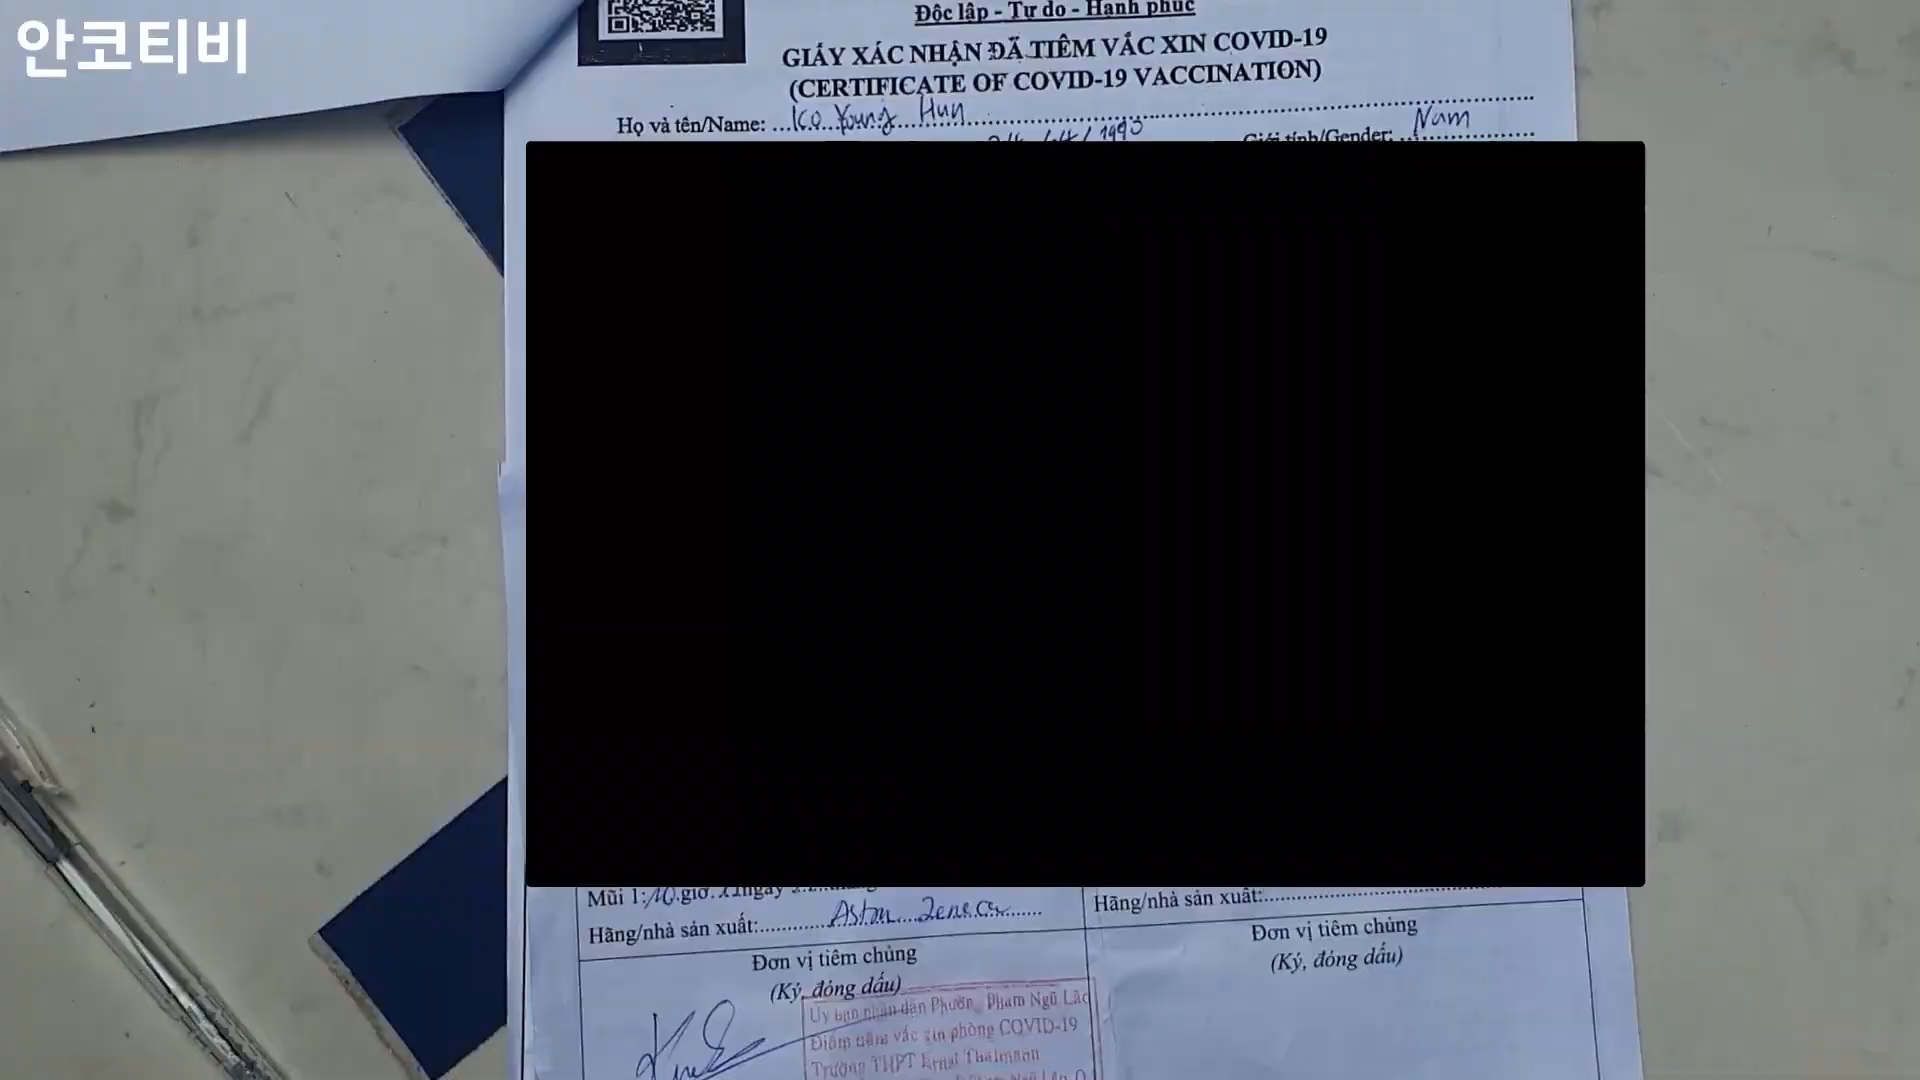 안코티비
Độc lập - Tự do - Hạnh phúc
GIẤY XÁC NHẬN ĐÃ TIÊM VẮC XIN COVID-19
(CERTIFICATE OF COVID-19 VACCINATION)
Họ và tên/Name: Ko Young Hun
1993 Giới tính/Gender: Nam
Mũi 1: 10 giờ ngày
Hãng/nhà sản xuất: Hãng/nhà sản xuất:
Đơn vị tiêm chủng Đơn vị tiêm chủng
(Ký, đóng dấu) (Ký, đóng dấu)
Ủy ban nhân dân Phườn Phạm Ngũ Lão
Điểm tiêm vắc xin phòng COVID-19
Trường THPT Ernst Thalmann